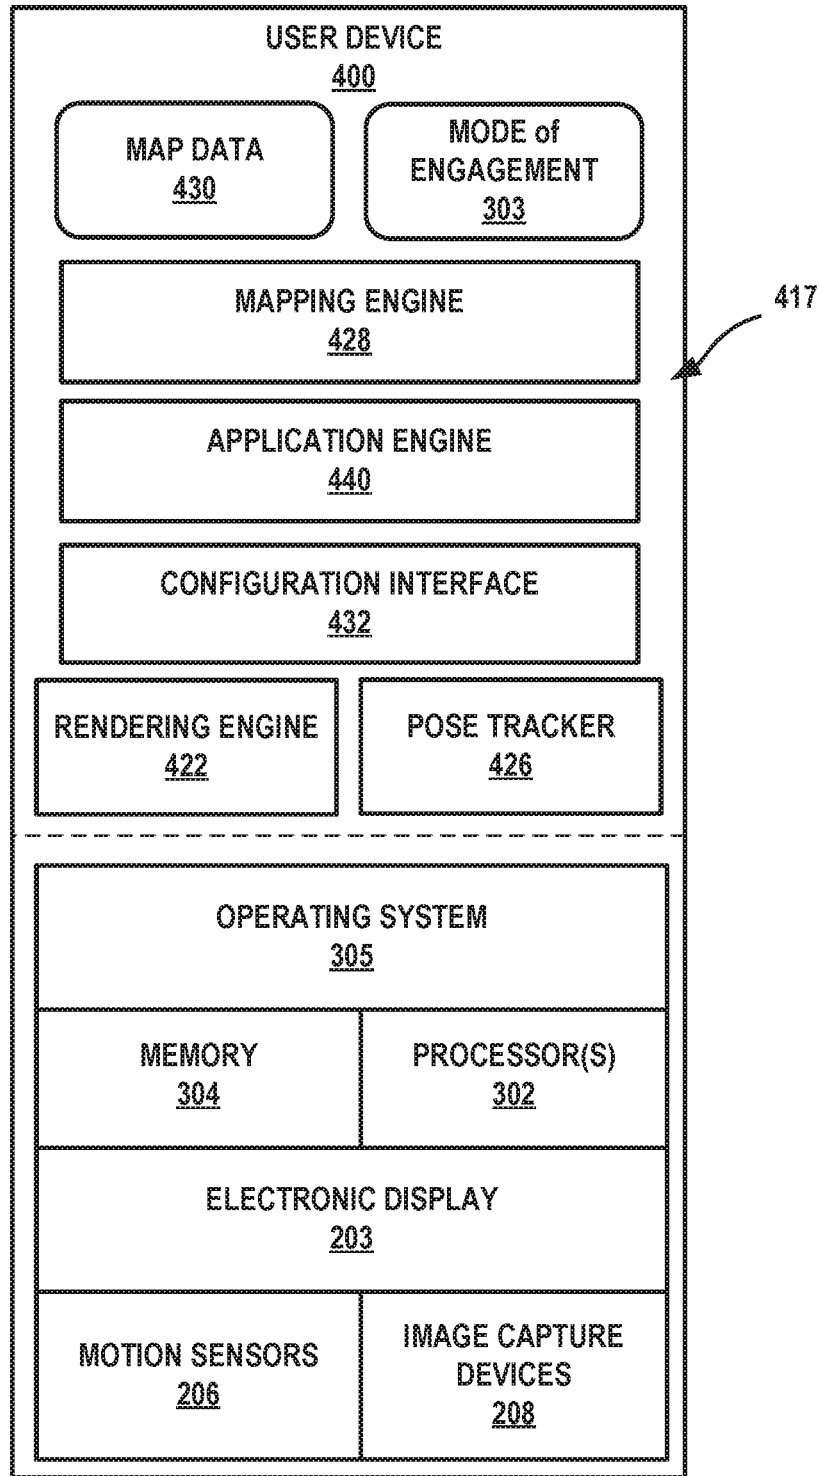 USER DEVICE
400
MAP DATA
430
MODE of
ENGAGEMENT
303
MAPPING ENGINE
428
417
APPLICATION ENGINE
440
CONFIGURATION INTERFACE
432
RENDERING ENGINE
422
POSE TRACKER
426
OPERATING SYSTEM
305
MEMORY
304
PROCESSOR(S)
302
ELECTRONIC DISPLAY
203
MOTION SENSORS
206
IMAGE CAPTURE
DEVICES
208